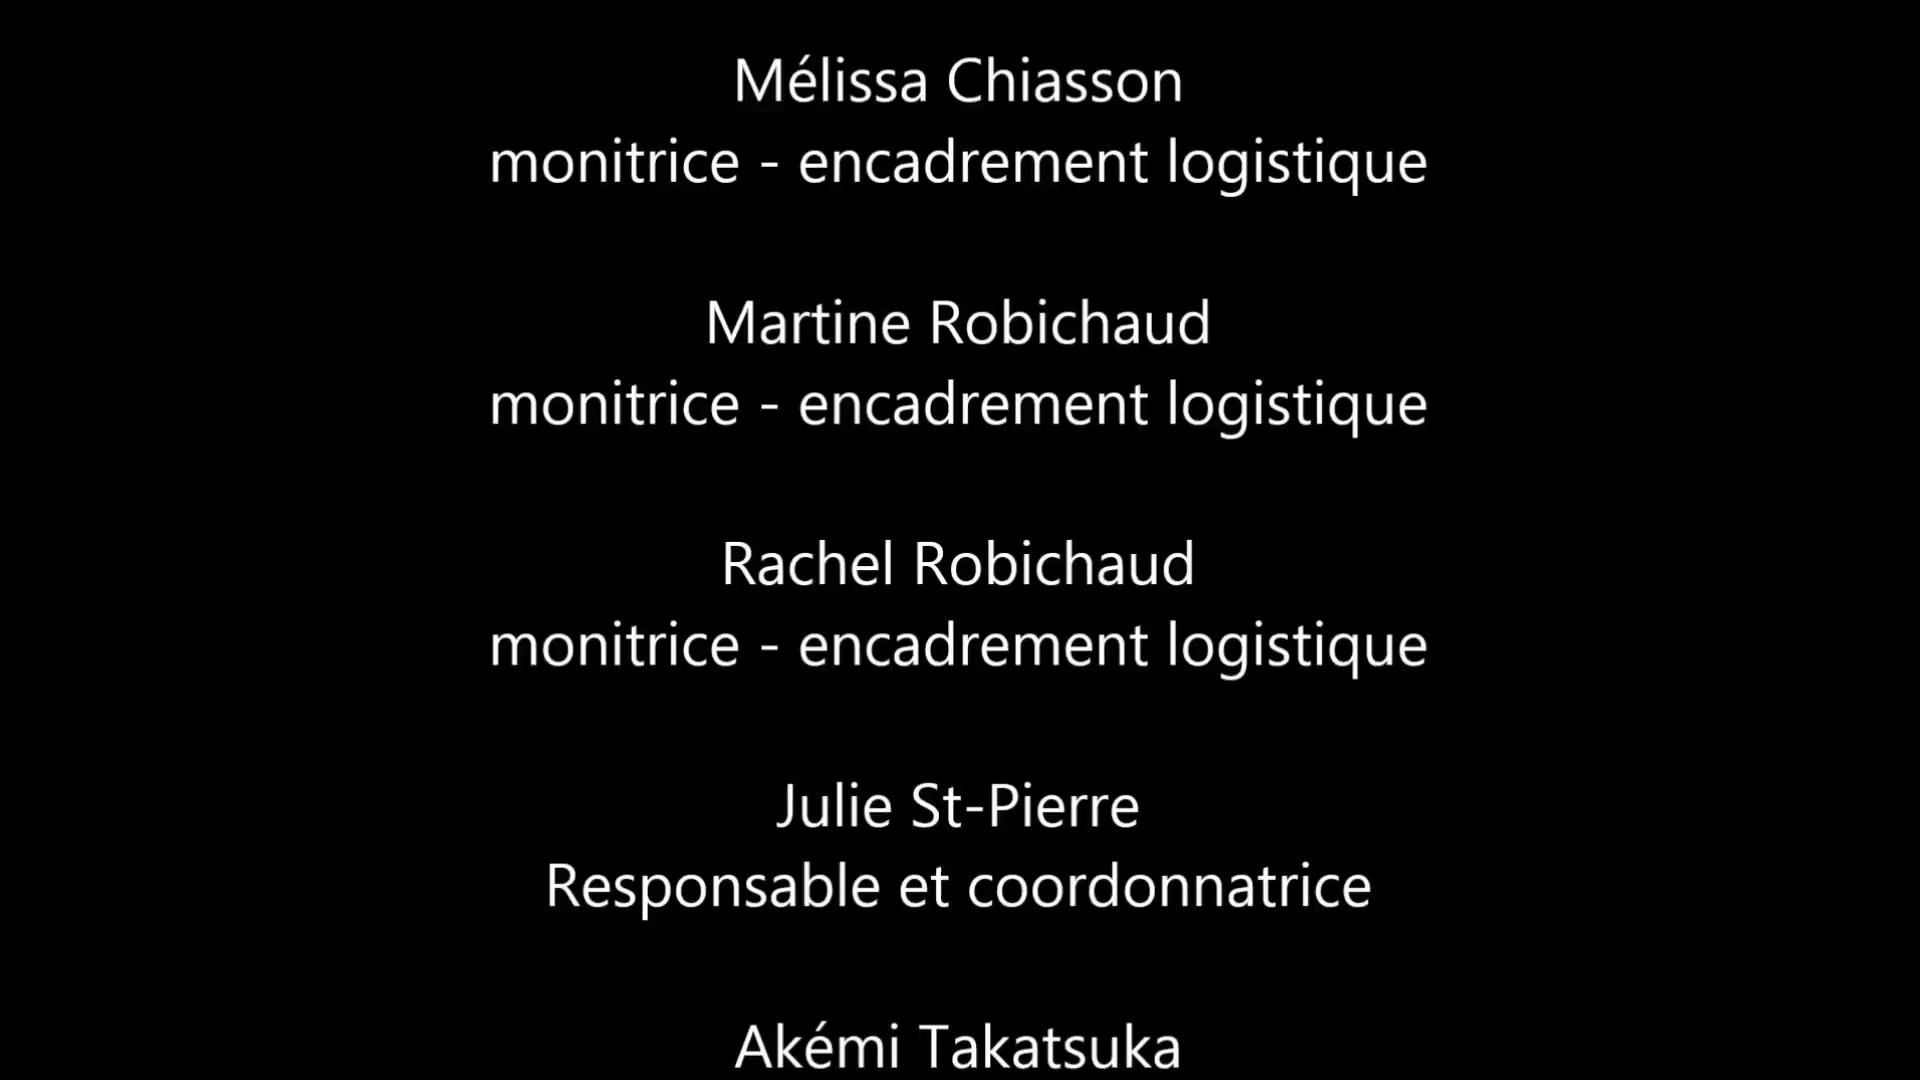 Mélissa Chiasson
monitrice - encadrement logistique
Martine Robichaud
monitrice - encadrement logistique
Rachel Robichaud
monitrice - encadrement logistique
Julie St-Pierre
Responsable et coordonnatrice
Akémi Takatsuka